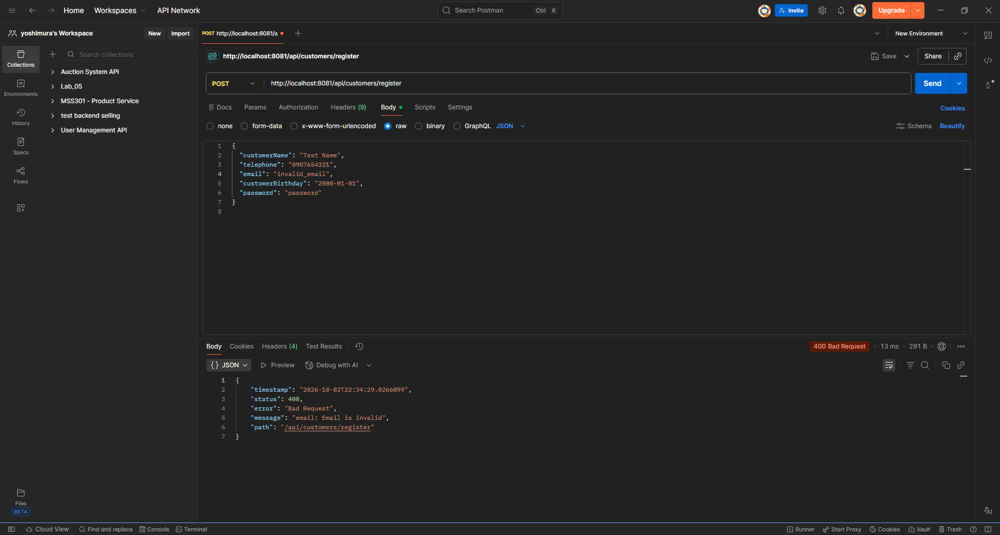 Home Workspaces API Network Search Postman Ctrl K Invite Upgrade
yoshimura's Workspace New Import
POST http://localhost:8081/a New Environment
Search collections
Collections
Environments
History
Specs
Flows
Files
BETA
Auction System API
Lab_05
MSS301 - Product Service
test backend selling
User Management API
HTTP http://localhost:8081/api/customers/register Save Share
POST http://localhost:8081/api/customers/register Send
Docs Params Authorization Headers (9) Body Scripts Settings Cookies
none form-data x-www-form-urlencoded raw binary GraphQL JSON Schema Beautify
1 {
2 "customerName": "Test Name",
3 "telephone": "0987654321",
4 "email": "invalid_email",
5 "customerBirthday": "2000-01-01",
6 "password": "password"
7 }
8
Body Cookies Headers (4) Test Results 400 Bad Request • 13 ms • 291 B
{ } JSON Preview Debug with AI
1 {
2 "timestamp": "2026-10-02T22:34:29.0266099",
3 "status": 400,
4 "error": "Bad Request",
5 "message": "email: Email is invalid",
6 "path": "/api/customers/register"
7 }
AI
Cloud View Find and replace Console Terminal Runner Start Proxy Cookies Vault Trash